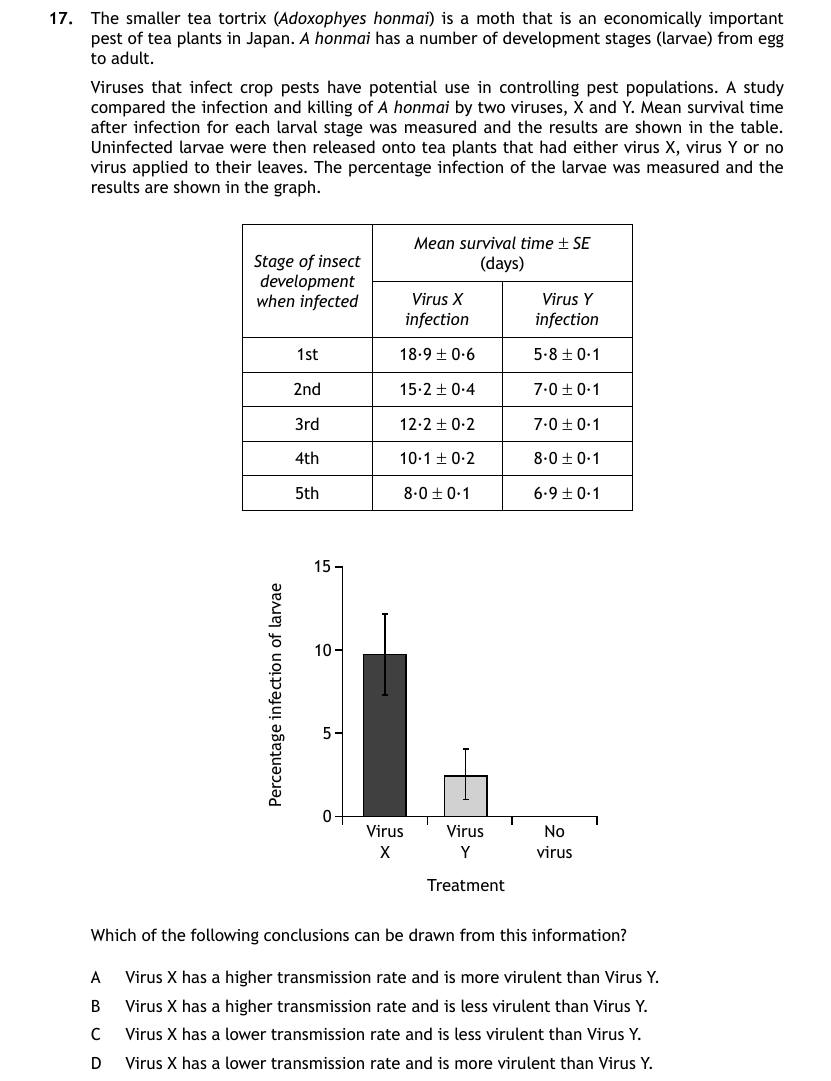 17. The smaller tea tortrix (Adoxophyes honmai) is a moth that is an economically important
pest of tea plants in Japan. A honmai has a number of development stages (larvae) from egg
to adult.
Viruses that infect crop pests have potential use in controlling pest populations. A study
compared the infection and killing of A honmai by two viruses, X and Y. Mean survival time
after infection for each larval stage was measured and the results are shown in the table.
Uninfected larvae were then released onto tea plants that had either virus X, virus Y or no
virus applied to their leaves. The percentage infection of the larvae was measured and the
results are shown in the graph.
Stage of insect
development
when infected
Mean survival time ± SE
(days)
Virus X
infection
Virus Y
infection
1st 18·9 ± 0·6 5·8 ± 0·1
2nd 15·2 ± 0·4 7·0 ± 0·1
3rd 12·2 ± 0·2 7·0 ± 0·1
4th 10·1 ± 0·2 8·0 ± 0·1
5th 8·0 ± 0·1 6·9 ± 0·1
Percentage infection of larvae
15
10
5
0
Virus
X
Virus
Y
No
virus
Treatment
Which of the following conclusions can be drawn from this information?
A Virus X has a higher transmission rate and is more virulent than Virus Y.
B Virus X has a higher transmission rate and is less virulent than Virus Y.
C Virus X has a lower transmission rate and is less virulent than Virus Y.
D Virus X has a lower transmission rate and is more virulent than Virus Y.